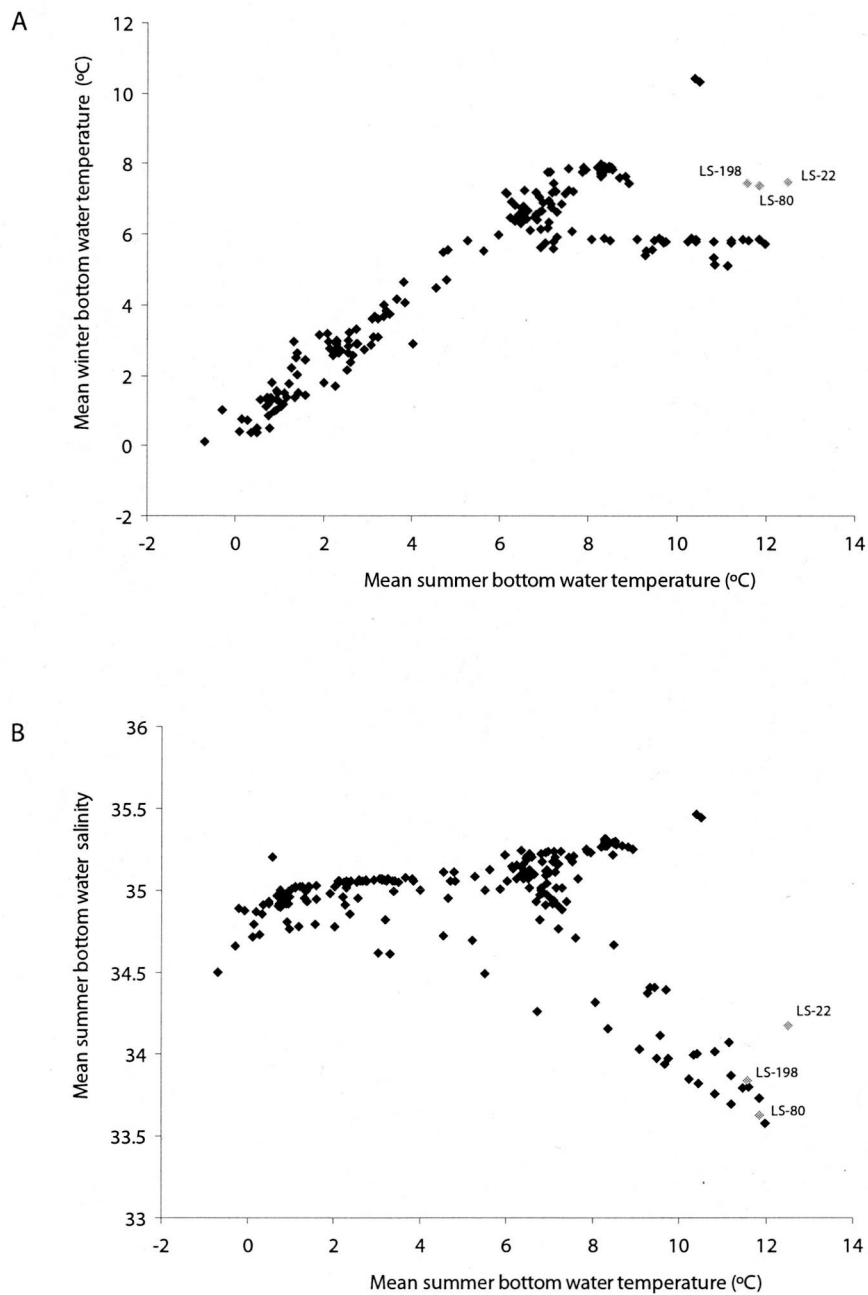 A
Mean winter bottom water temperature (ºC)
12
10
8
6
4
2
0
-2
LS-198
LS-22
LS-80
-2 0 2 4 6 8 10 12 14
Mean summer bottom water temperature (ºC)
B
Mean summer bottom water salinity
36
35.5
35
34.5
34
33.5
33
LS-22
LS-198
LS-80
-2 0 2 4 6 8 10 12 14
Mean summer bottom water temperature (ºC)